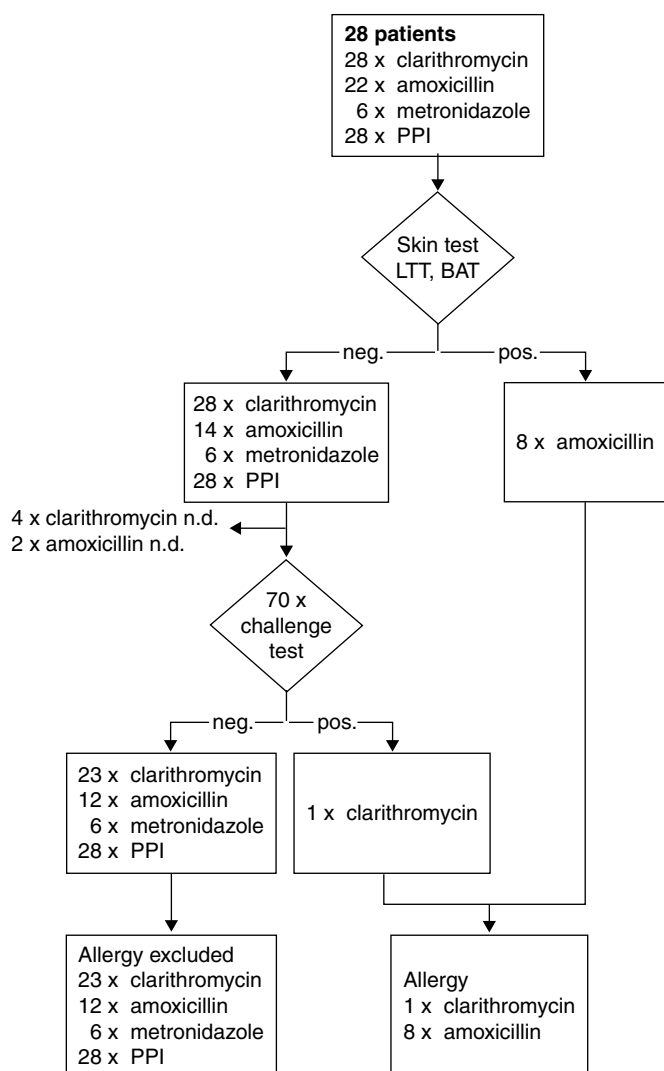 28 patients
28 x clarithromycin
22 x amoxicillin
6 x metronidazole
28 x PPI
Skin test
LTT, BAT
neg.
pos.
28 x clarithromycin
14 x amoxicillin
6 x metronidazole
28 x PPI
8 x amoxicillin
4 x clarithromycin n.d.
2 x amoxicillin n.d.
70 x
challenge
test
neg.
pos.
23 x clarithromycin
12 x amoxicillin
6 x metronidazole
28 x PPI
1 x clarithromycin
Allergy excluded
23 x clarithromycin
12 x amoxicillin
6 x metronidazole
28 x PPI
Allergy
1 x clarithromycin
8 x amoxicillin